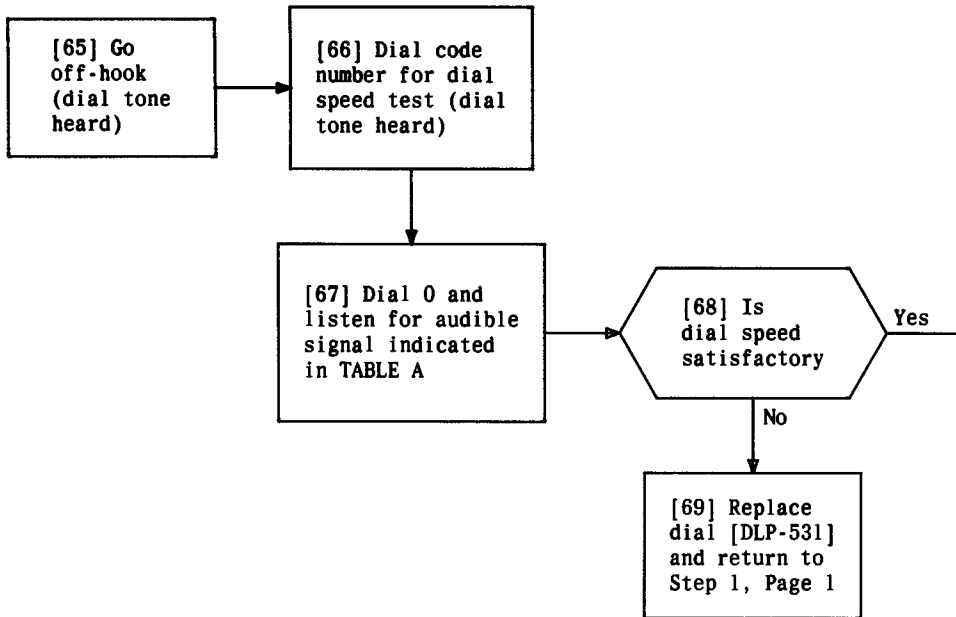 [65] Go
off-hook
(dial tone
heard)
[66] Dial code
number for dial
speed test (dial
tone heard)
[67] Dial 0 and
listen for audible
signal indicated
in TABLE A
[68] Is
dial speed
satisfactory
Yes
No
[69] Replace
dial [DLP-531]
and return to
Step 1, Page 1